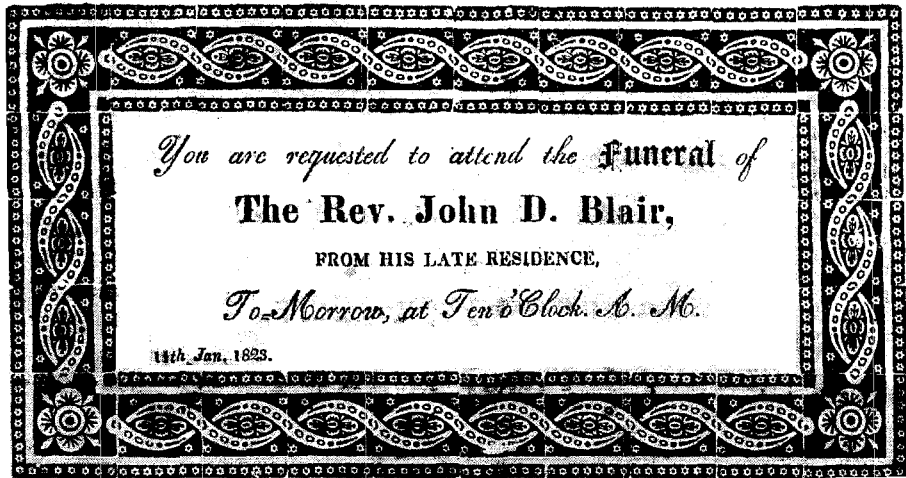 You are requested to attend the Funeral of
The Rev. John D. Blair,
FROM HIS LATE RESIDENCE,
To=Morrow, at Ten o'Clock. A. M.
11th Jan. 1823.